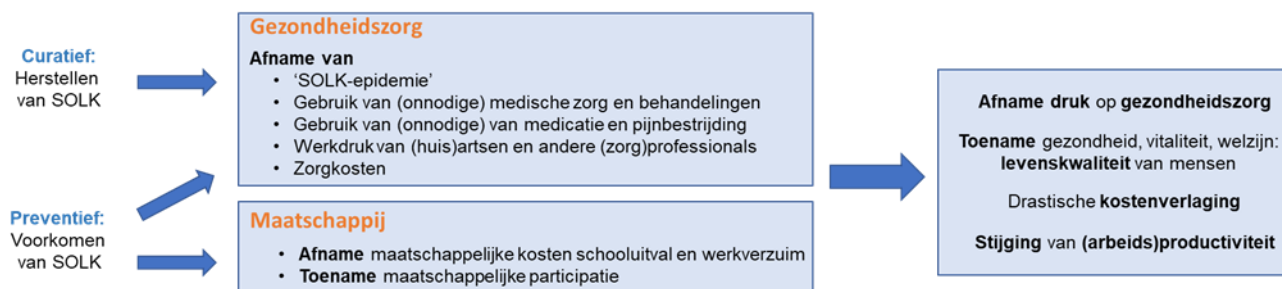 Curatief:
Herstellen
van SOLK
Preventief:
Voorkomen
van SOLK
Gezondheidszorg
Afname van
• ‘SOLK-epidemie’
• Gebruik van (onnodige) medische zorg en behandelingen
• Gebruik van (onnodige) van medicatie en pijnbestrijding
• Werkdruk van (huis)artsen en andere (zorg)professionals
• Zorgkosten
Maatschappij
• Afname maatschappelijke kosten schooluitval en werkverzuim
• Toename maatschappelijke participatie
Afname druk op gezondheidszorg
Toename gezondheid, vitaliteit, welzijn:
levenskwaliteit van mensen
Drastische kostenverlaging
Stijging van (arbeids)productiviteit